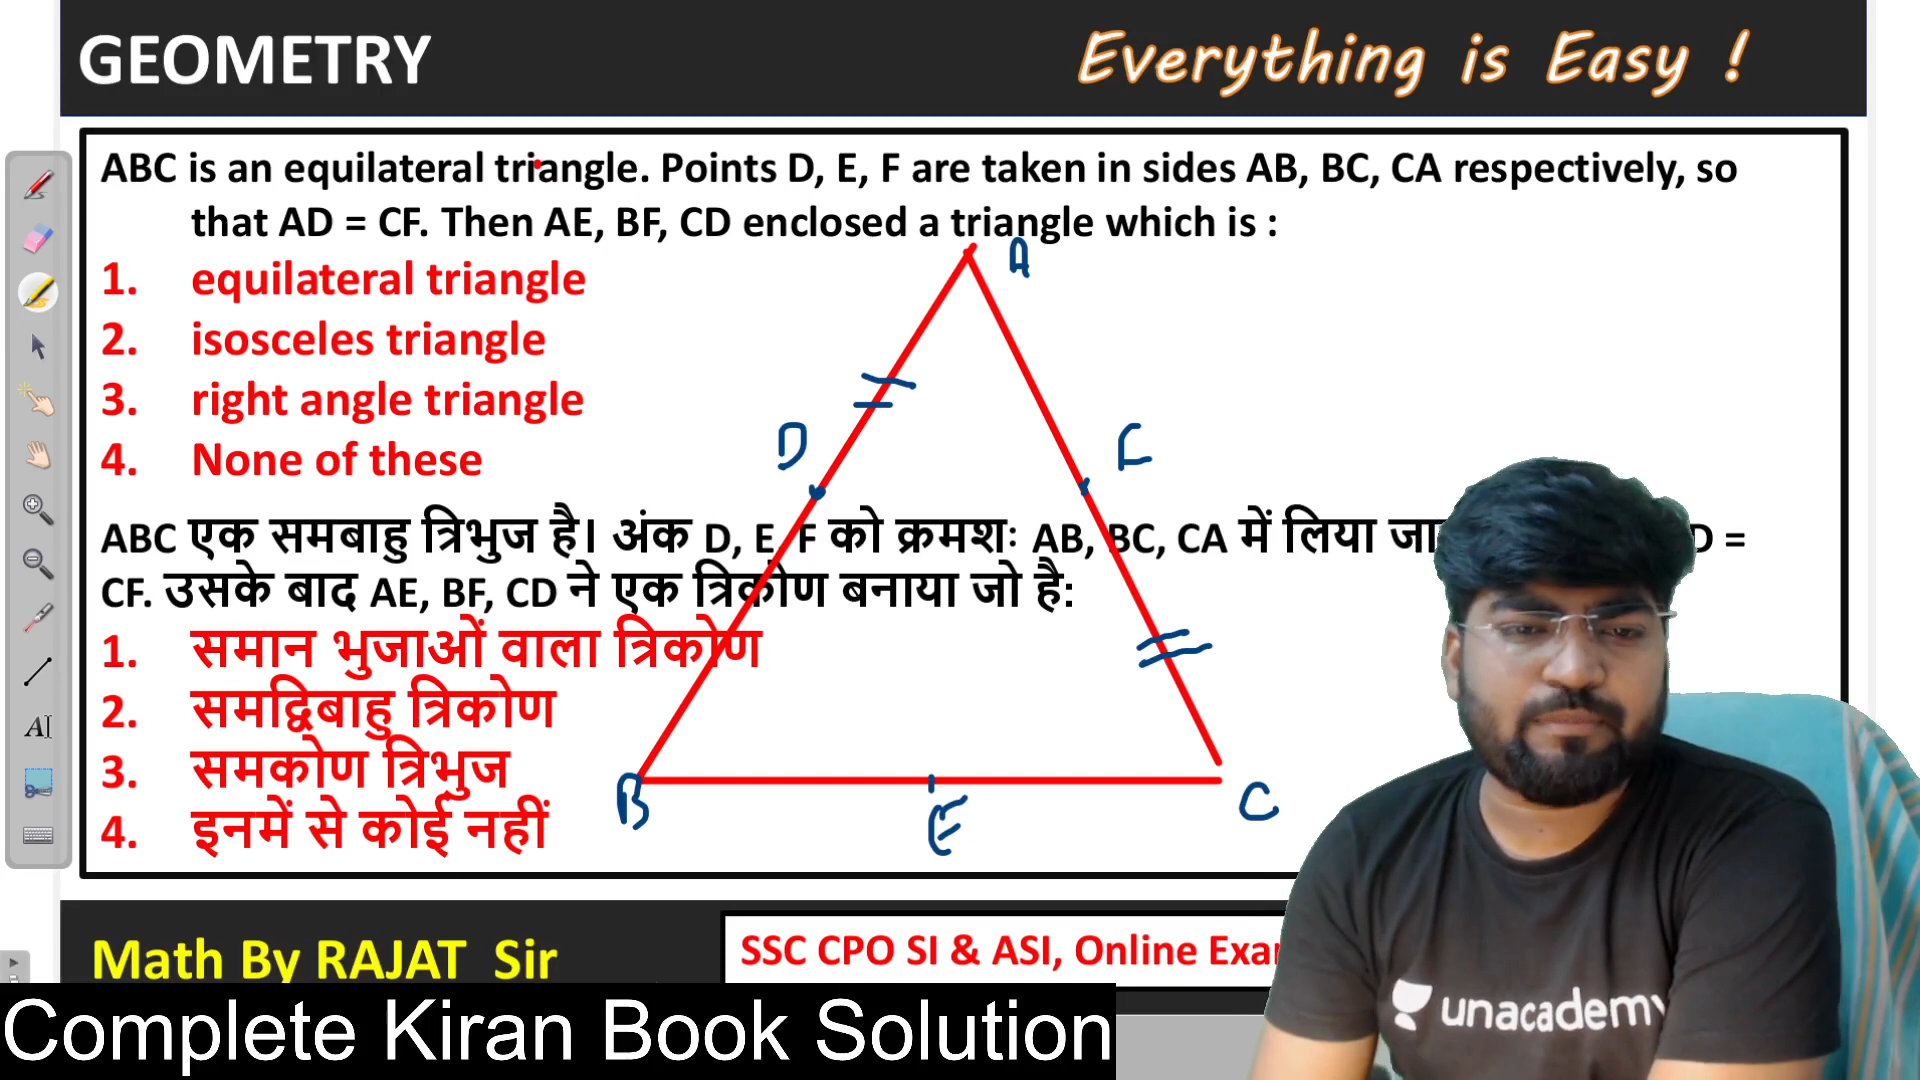 GEOMETRY
Everything is Easy !
ABC is an equilateral triangle. Points D, E, F are taken in sides AB, BC, CA respectively, so
that AD = CF. Then AE, BF, CD enclosed a triangle which is :
1. equilateral triangle
2. isosceles triangle
3. right angle triangle
4. None of these
A
D
F
ABC एक समबाहु त्रिभुज है। अंक D, E, F को क्रमशः AB, BC, CA में लिया जा D =
CF. उसके बाद AE, BF, CD ने एक त्रिकोण बनाया जो है:
1. समान भुजाओं वाला त्रिकोण
2. समद्विबाहु त्रिकोण
3. समकोण त्रिभुज
4. इनमें से कोई नहीं
B
E
C
Math By RAJAT Sir
SSC CPO SI & ASI, Online
Complete Kiran Book Solution
unacademy
AI